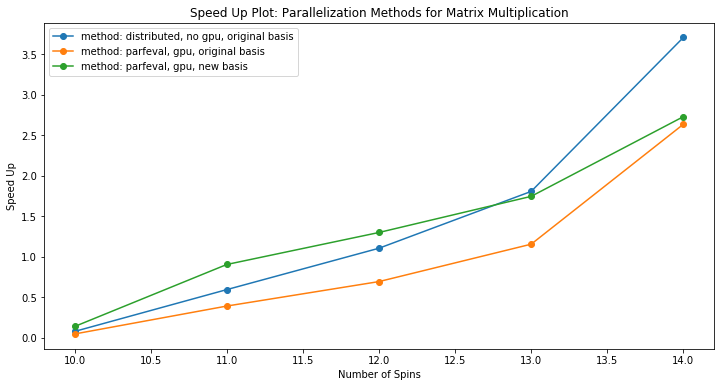 Speed Up Plot: Parallelization Methods for Matrix Multiplication
method: distributed, no gpu, original basis
method: parfeval, gpu, original basis
method: parfeval, gpu, new basis
3.5
3.0
2.5
2.0
1.5
1.0
0.5
0.0
Speed Up
10.0 10.5 11.0 11.5 12.0 12.5 13.0 13.5 14.0
Number of Spins